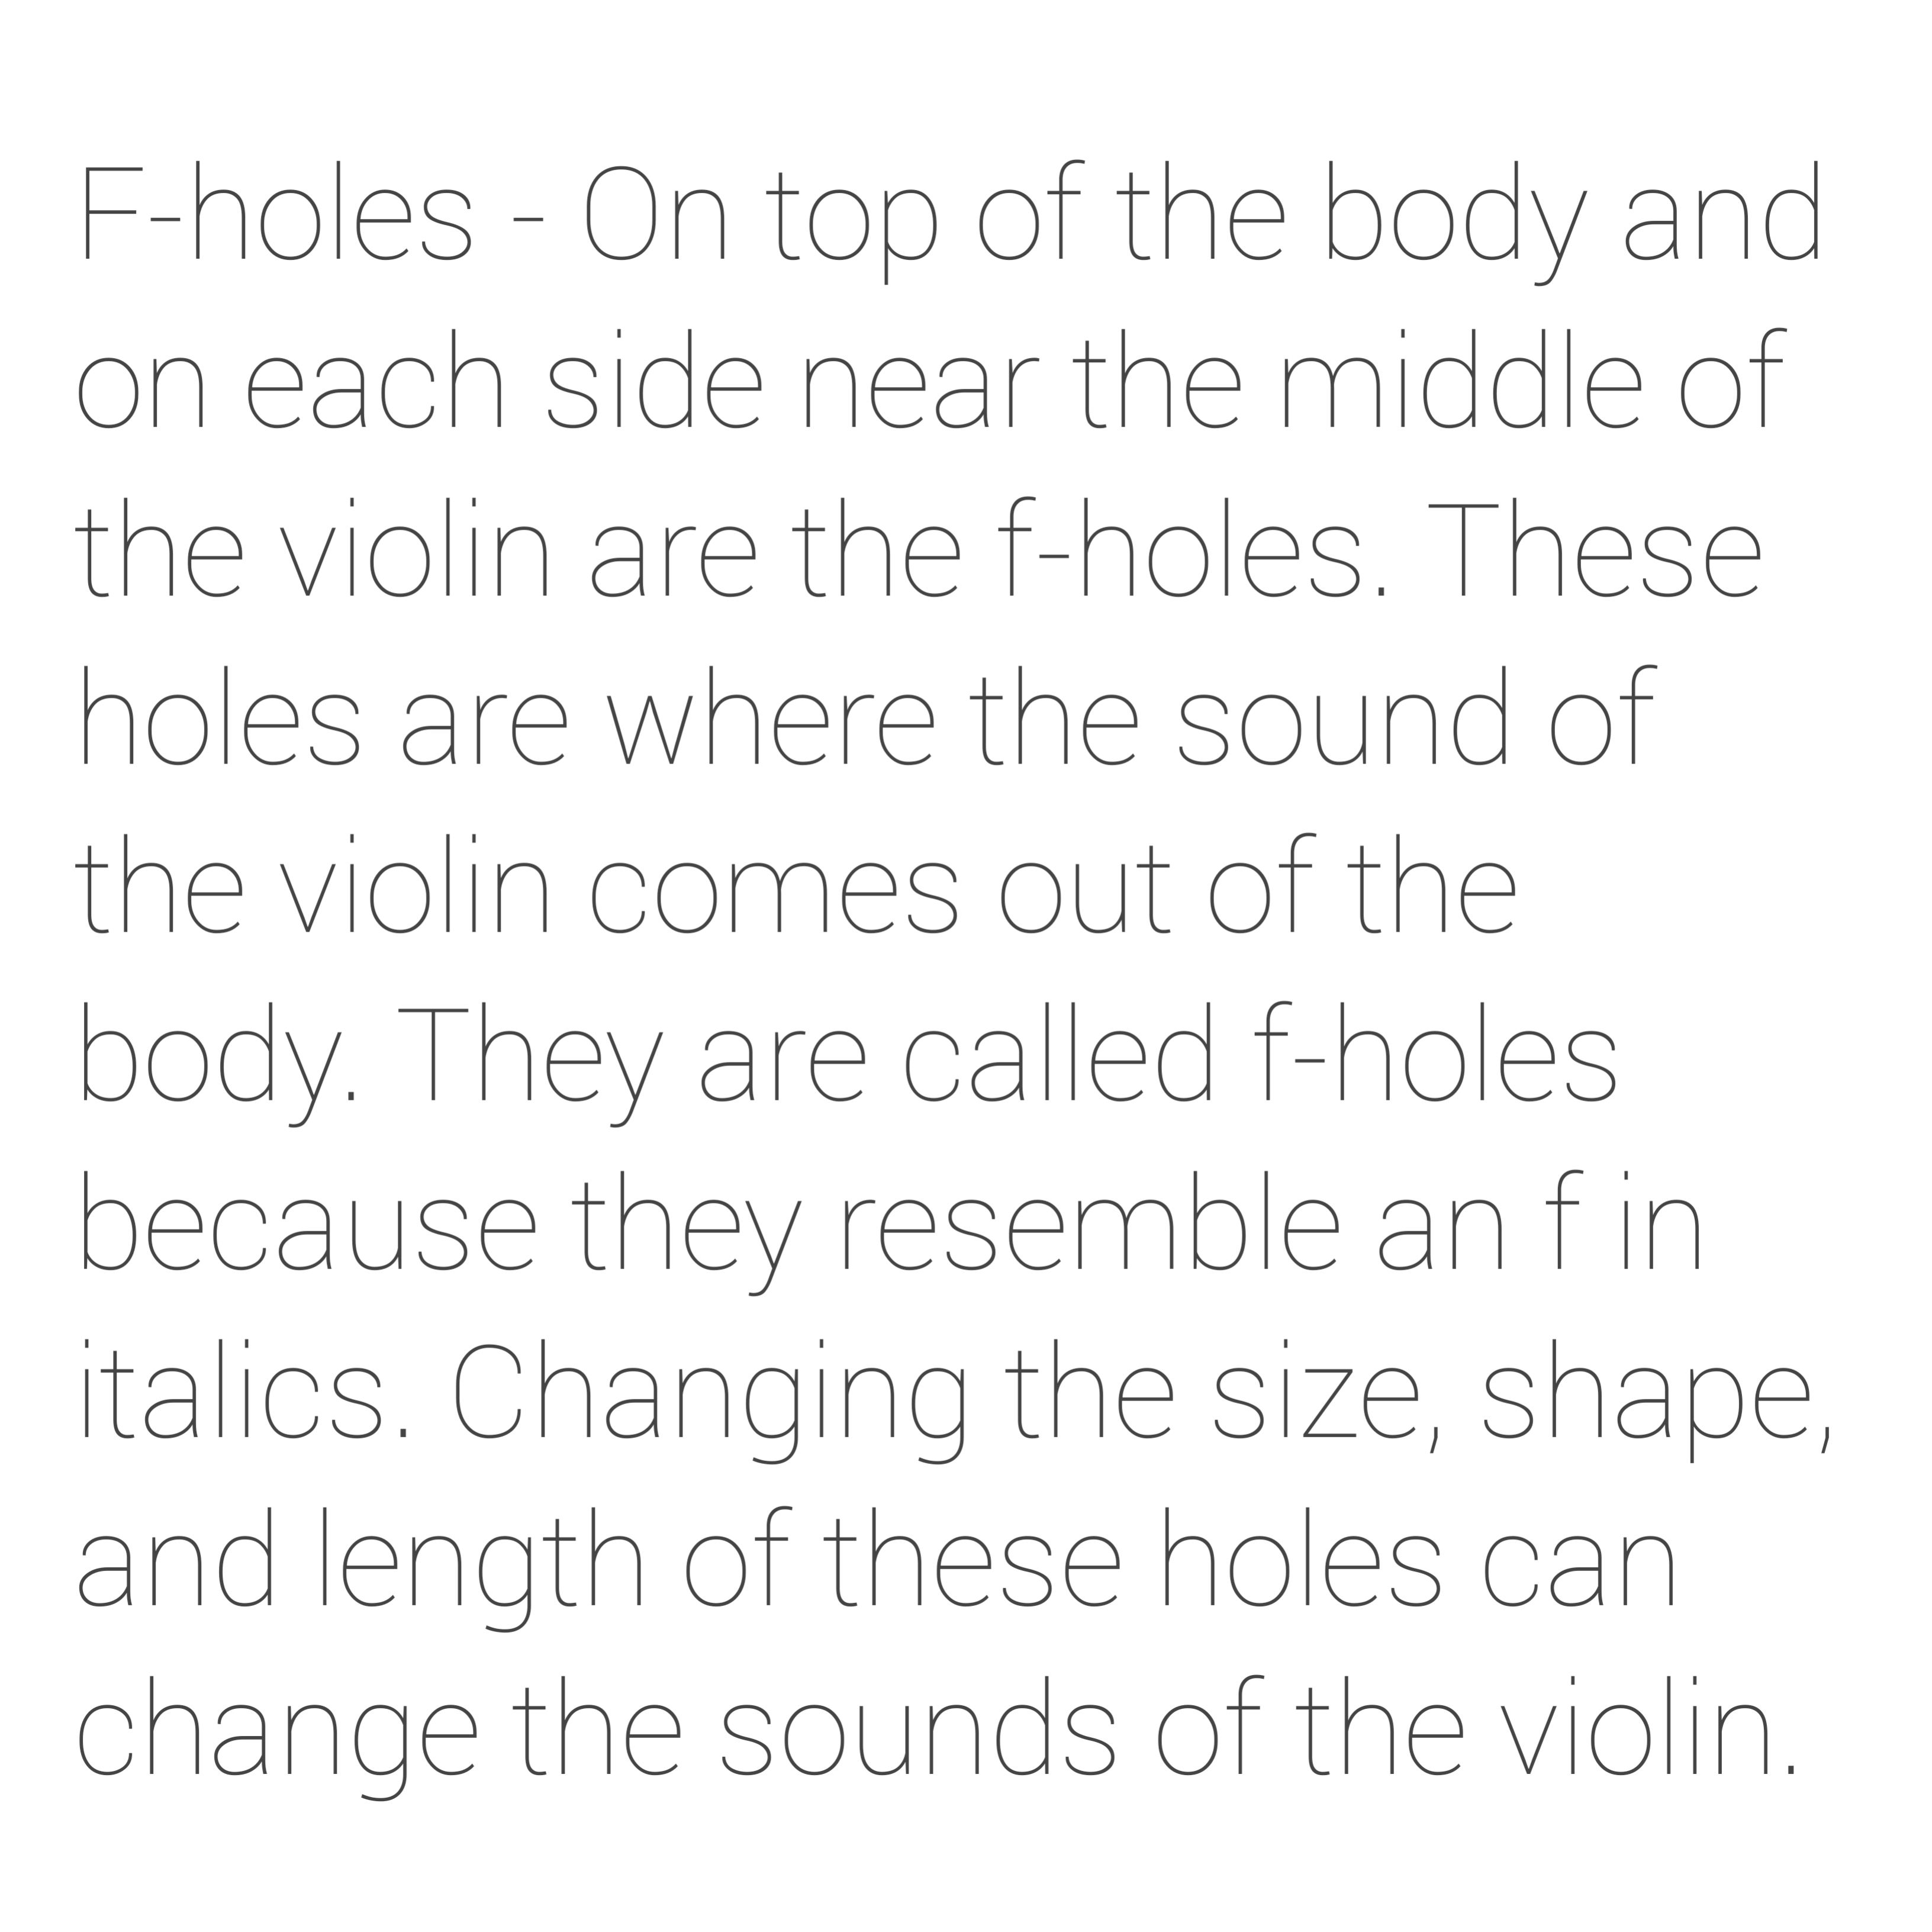 F-holes - On top of the body and
on each side near the middle of
the violin are the f-holes. These
holes are where the sound of
the violin comes out of the
body. They are called f-holes
because they resemble an f in
italics. Changing the size, shape,
and length of these holes can
change the sounds of the violin.